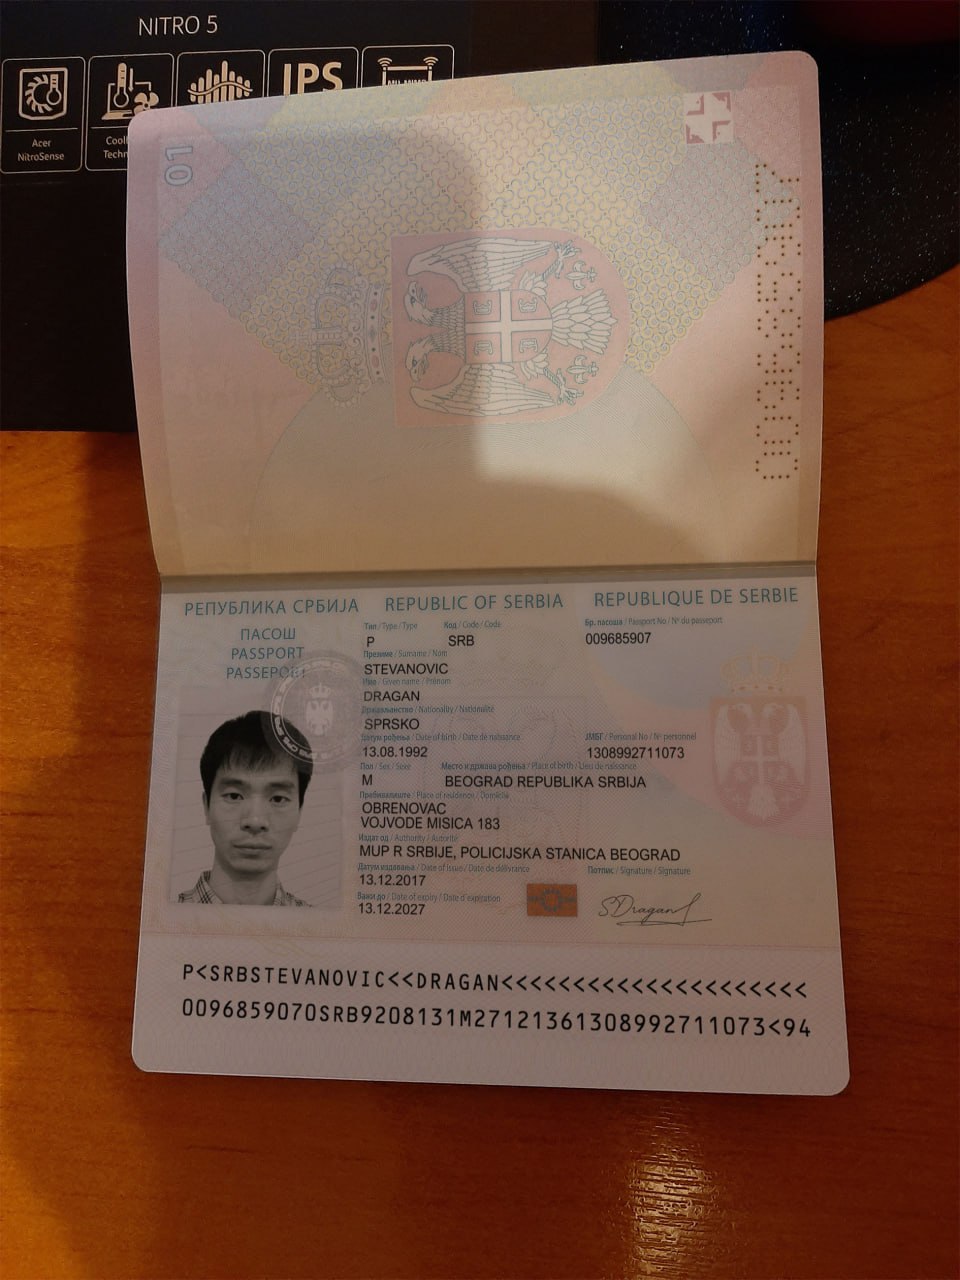 NITRO 5
IPS
Acer
NitroSense
01
РЕПУБЛИКА СРБИЈА REPUBLIC OF SERBIA REPUBLIQUE DE SERBIE
ПАСОШ
PASSPORT
PASSEPORT
Тип / Type / Type Код / Code / Code Бр. пасоша / Passport No / Nº du passeport
P SRB 009685907
Презиме / Surname / Nom
STEVANOVIC
Име / Given name / Prénom
DRAGAN
Држављанство / Nationality / Nationalité
SPRSKO
Датум рођења / Date of birth / Date de naissance ЈМБГ / Personal No / Nº personnel
13.08.1992 1308992711073
Пол / Sex / Sexe Место и држава рођења / Place of birth / Lieu de naissance
M BEOGRAD REPUBLIKA SRBIJA
Пребивалиште / Place of residence / Domicile
OBRENOVAC
VOJVODE MISICA 183
Издат од / Authority / Autorité
MUP R SRBIJE, POLICIJSKA STANICA BEOGRAD
Датум издавања / Date of issue / Date de délivrance Потпис / Signature / Signature
13.12.2017
Важи до / Date of expiry / Date d'expiration
13.12.2027 SDragan
P<SRBSTEVANOVIC<<DRAGAN<<<<<<<<<<<<<<<<<<<<<
0096859070SRB9208131M27121361308992711073<94